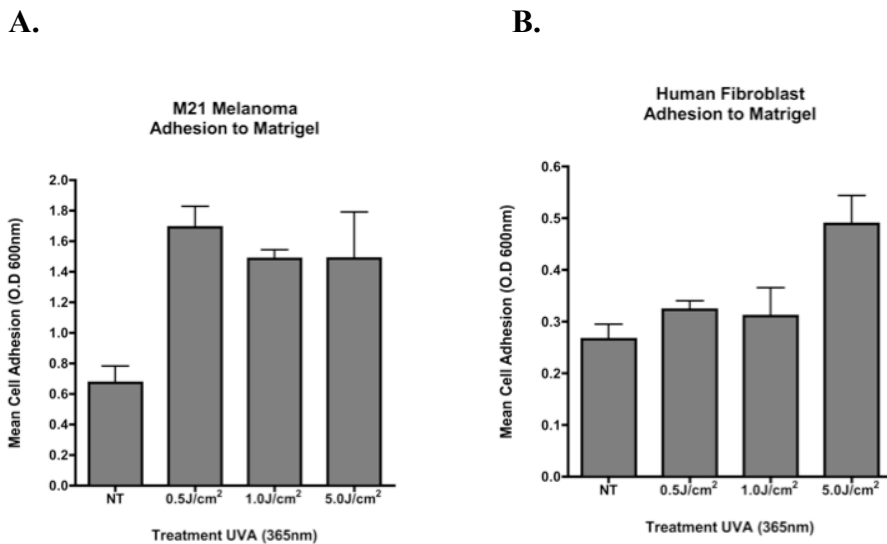 A.
M21 Melanoma
Adhesion to Matrigel
Mean Cell Adhesion (O.D 600nm)
2.0
1.8
1.6
1.4
1.2
1.0
0.8
0.6
0.4
0.2
0.0
NT 0.5J/cm² 1.0J/cm² 5.0J/cm²
Treatment UVA (365nm)
B.
Human Fibroblast
Adhesion to Matrigel
Mean Cell Adhesion (O.D 600nm)
0.6
0.5
0.4
0.3
0.2
0.1
0.0
NT 0.5J/cm² 1.0J/cm² 5.0J/cm²
Treatment UVA (365nm)